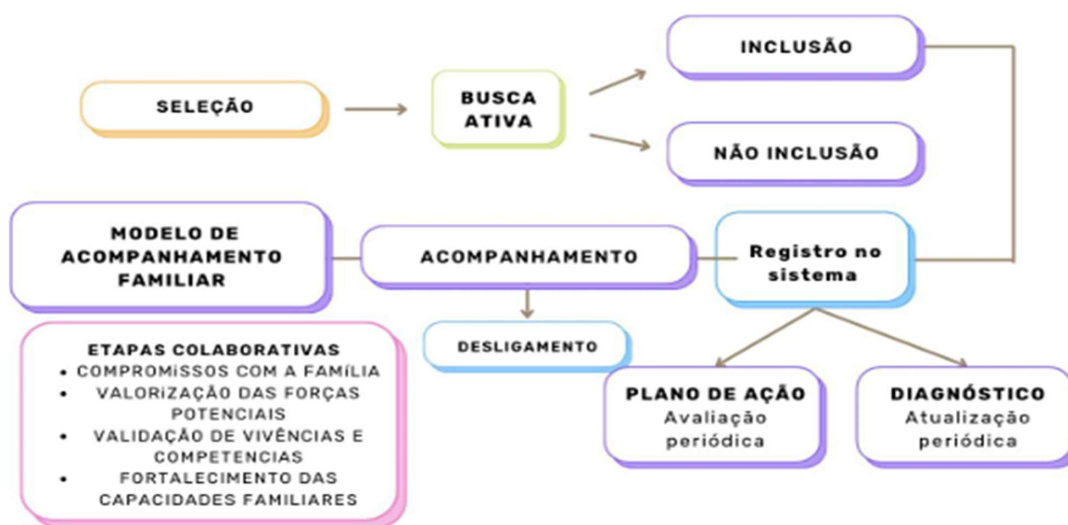 INCLUSÃO
SELEÇÃO
BUSCA
ATIVA
NÃO INCLUSÃO
MODELO DE
ACOMPANHAMENTO
FAMILIAR
ACOMPANHAMENTO
Registro no
sistema
DESLIGAMENTO
ETAPAS COLABORATIVAS
• COMPROMiSSOS COM A FAMÍLIA
• VALORiZAÇÃO DAS FORÇAS
POTENCIAIS
• VALIDAÇÃO DE VIVÊNCIAS E
COMPETENCIAS
• FORTALECIMENTO DAS
CAPACIDADES FAMILIARES
PLANO DE AÇÃO
Avaliação
periódica
DIAGNÓSTICO
Atualização
periódica